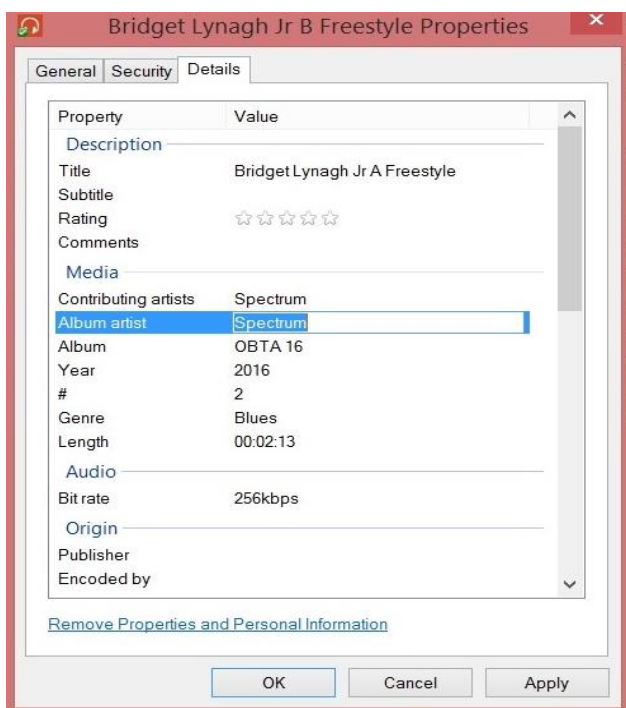 Bridget Lynagh Jr B Freestyle Properties
General Security Details
Property Value
Description
Title Bridget Lynagh Jr A Freestyle
Subtitle
Rating
Comments
Media
Contributing artists Spectrum
Album artist Spectrum
Album OBTA 16
Year 2016
# 2
Genre Blues
Length 00:02:13
Audio
Bit rate 256kbps
Origin
Publisher
Encoded by
Remove Properties and Personal Information
OK Cancel Apply